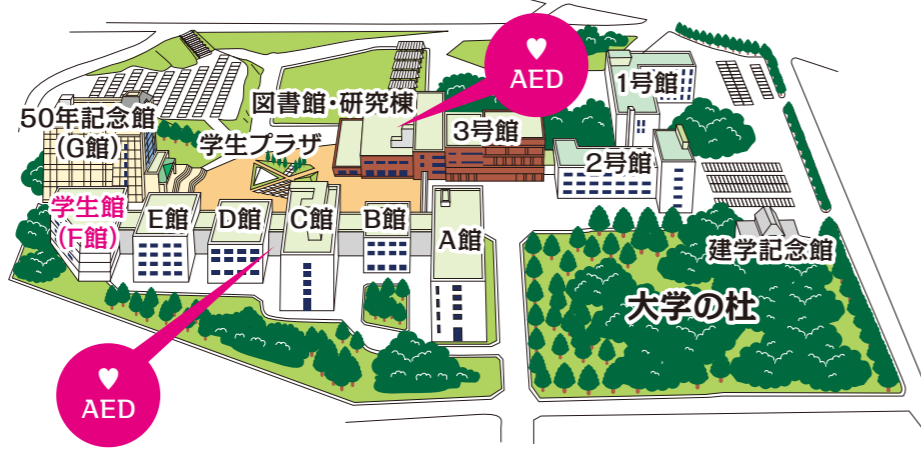 AED
1号館
図書館・研究棟
50年記念館
(G館)
3号館
学生プラザ
2号館
学生館
(F館)
E館
D館
C館
B館
A館
建学記念館
大学の杜
AED